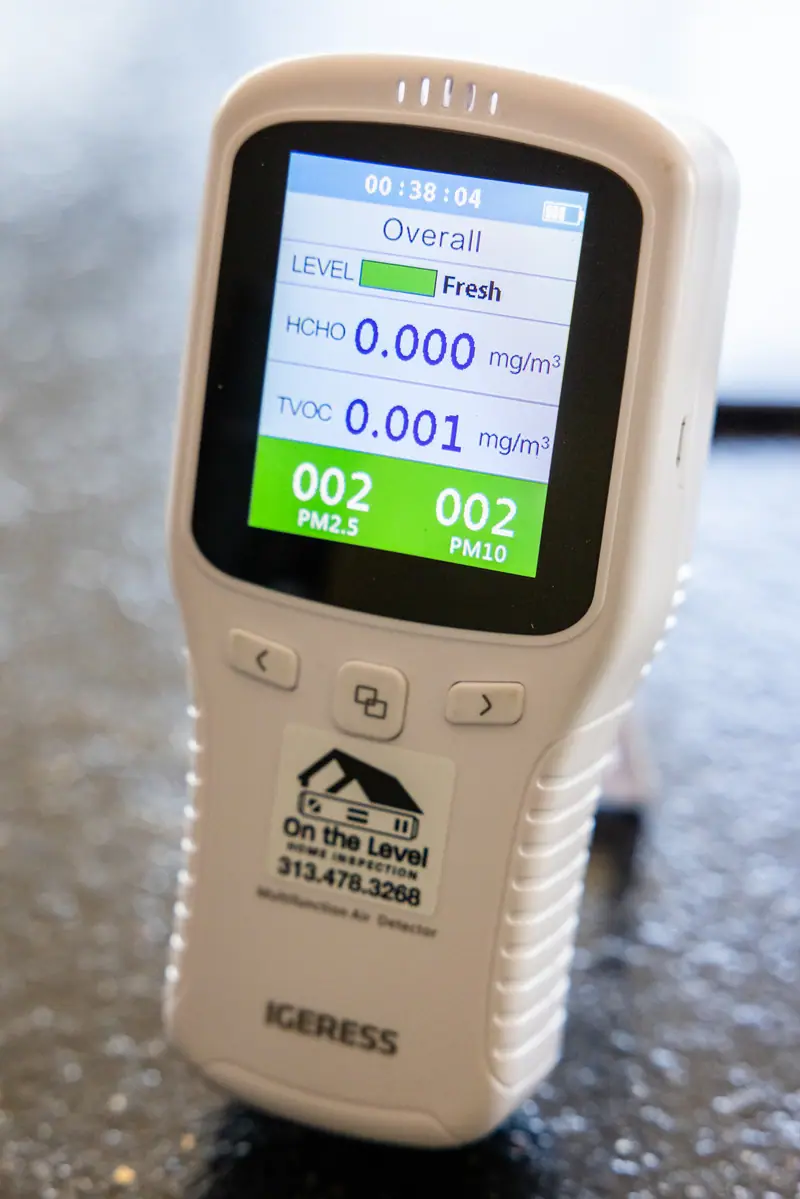 00:38:04
Overall
LEVEL Fresh
HCHO 0.000 mg/m³
TVOC 0.001 mg/m³
002 002
PM2.5 PM10
On the Level
HOME INSPECTION
313.478.3268
Multifunction Air Detector
IGERESS